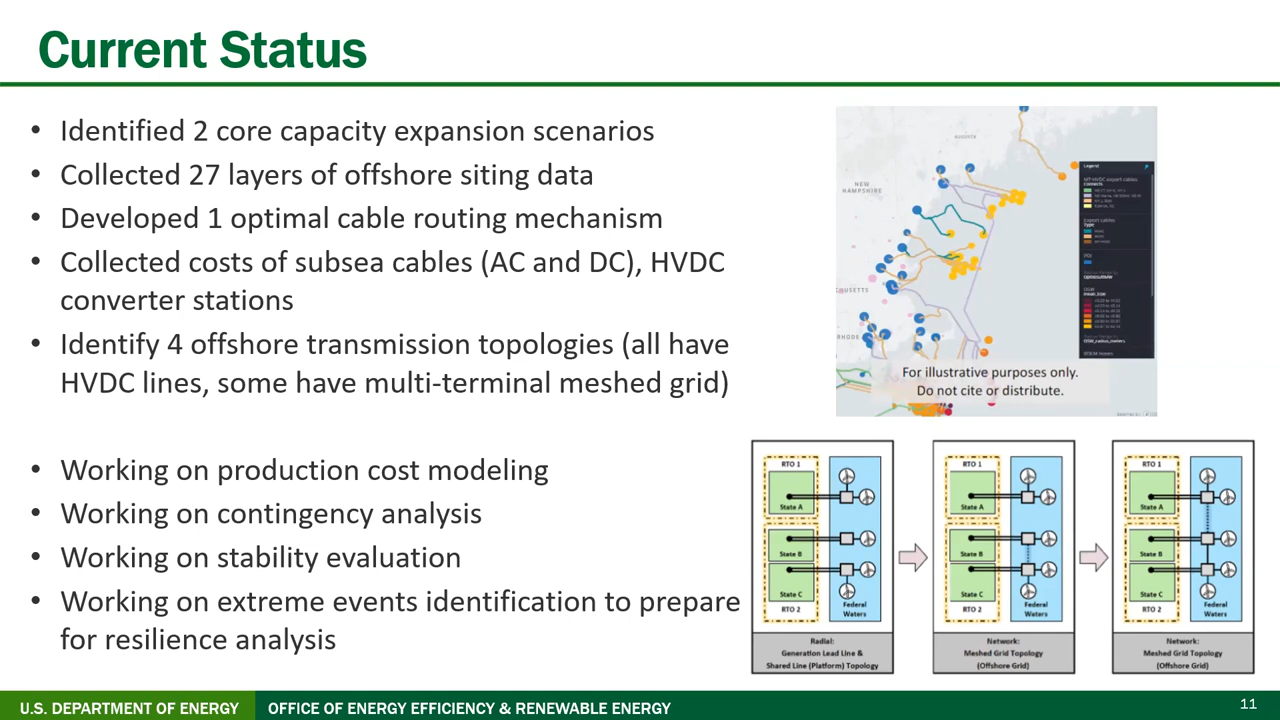 Current Status
• Identified 2 core capacity expansion scenarios
• Collected 27 layers of offshore siting data
• Developed 1 optimal cable routing mechanism
• Collected costs of subsea cables (AC and DC), HVDC
converter stations
• Identify 4 offshore transmission topologies (all have
HVDC lines, some have multi-terminal meshed grid)
• Working on production cost modeling
• Working on contingency analysis
• Working on stability evaluation
• Working on extreme events identification to prepare
for resilience analysis
AUGUSTA
NEW
HAMPSHIRE
Legend
Export cables
Type
POI
For illustrative purposes only.
Do not cite or distribute.
RTO 1
State A
State B
State C
RTO 2
Federal
Waters
Radial:
Generation Lead Line &
Shared Line (Platform) Topology
RTO 1
State A
State B
State C
RTO 2
Federal
Waters
Network:
Meshed Grid Topology
(Offshore Grid)
RTO 1
State A
State B
State C
RTO 2
Federal
Waters
Network:
Meshed Grid Topology
(Offshore Grid)
U.S. DEPARTMENT OF ENERGY OFFICE OF ENERGY EFFICIENCY & RENEWABLE ENERGY
11